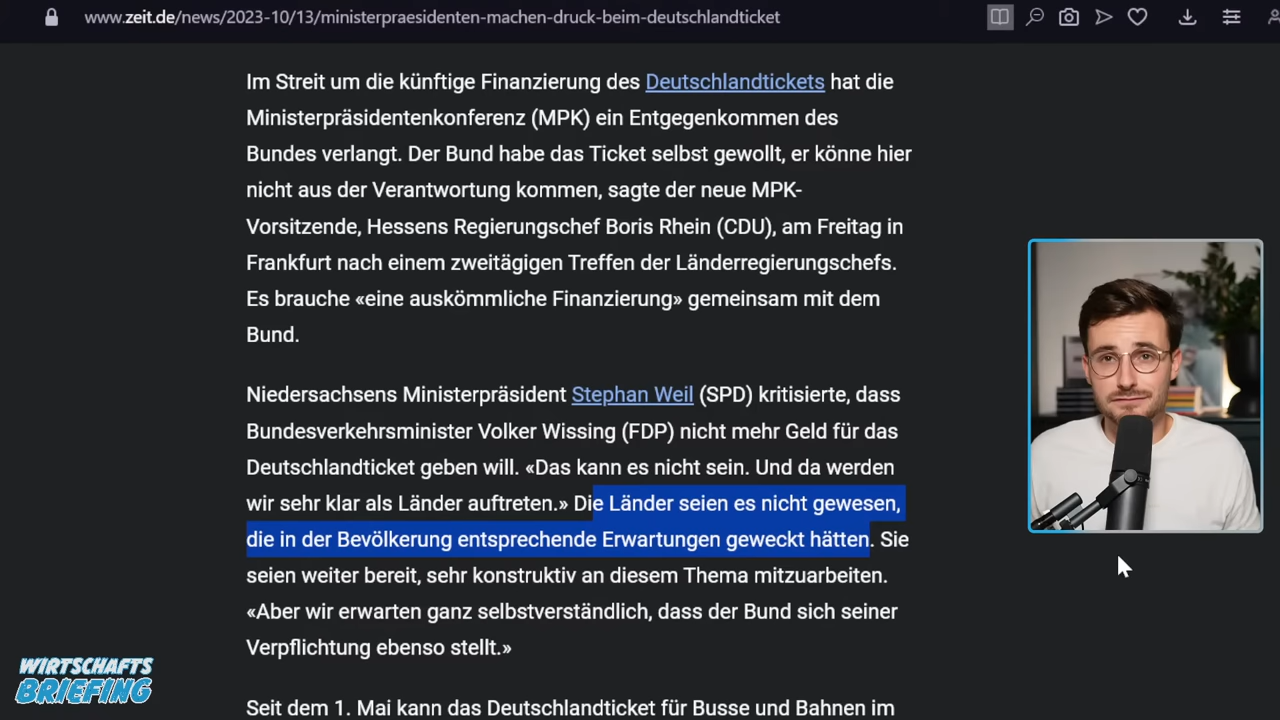 www.zeit.de/news/2023-10/13/ministerpraesidenten-machen-druck-beim-deutschlandticket
Im Streit um die künftige Finanzierung des Deutschlandtickets hat die
Ministerpräsidentenkonferenz (MPK) ein Entgegenkommen des
Bundes verlangt. Der Bund habe das Ticket selbst gewollt, er könne hier
nicht aus der Verantwortung kommen, sagte der neue MPK-
Vorsitzende, Hessens Regierungschef Boris Rhein (CDU), am Freitag in
Frankfurt nach einem zweitägigen Treffen der Länderregierungschefs.
Es brauche «eine auskömmliche Finanzierung» gemeinsam mit dem
Bund.
Niedersachsens Ministerpräsident Stephan Weil (SPD) kritisierte, dass
Bundesverkehrsminister Volker Wissing (FDP) nicht mehr Geld für das
Deutschlandticket geben will. «Das kann es nicht sein. Und da werden
wir sehr klar als Länder auftreten.» Die Länder seien es nicht gewesen,
die in der Bevölkerung entsprechende Erwartungen geweckt hätten. Sie
seien weiter bereit, sehr konstruktiv an diesem Thema mitzuarbeiten.
«Aber wir erwarten ganz selbstverständlich, dass der Bund sich seiner
Verpflichtung ebenso stellt.»
Seit dem 1. Mai kann das Deutschlandticket für Busse und Bahnen im
WIRTSCHAFTS
BRIEFING